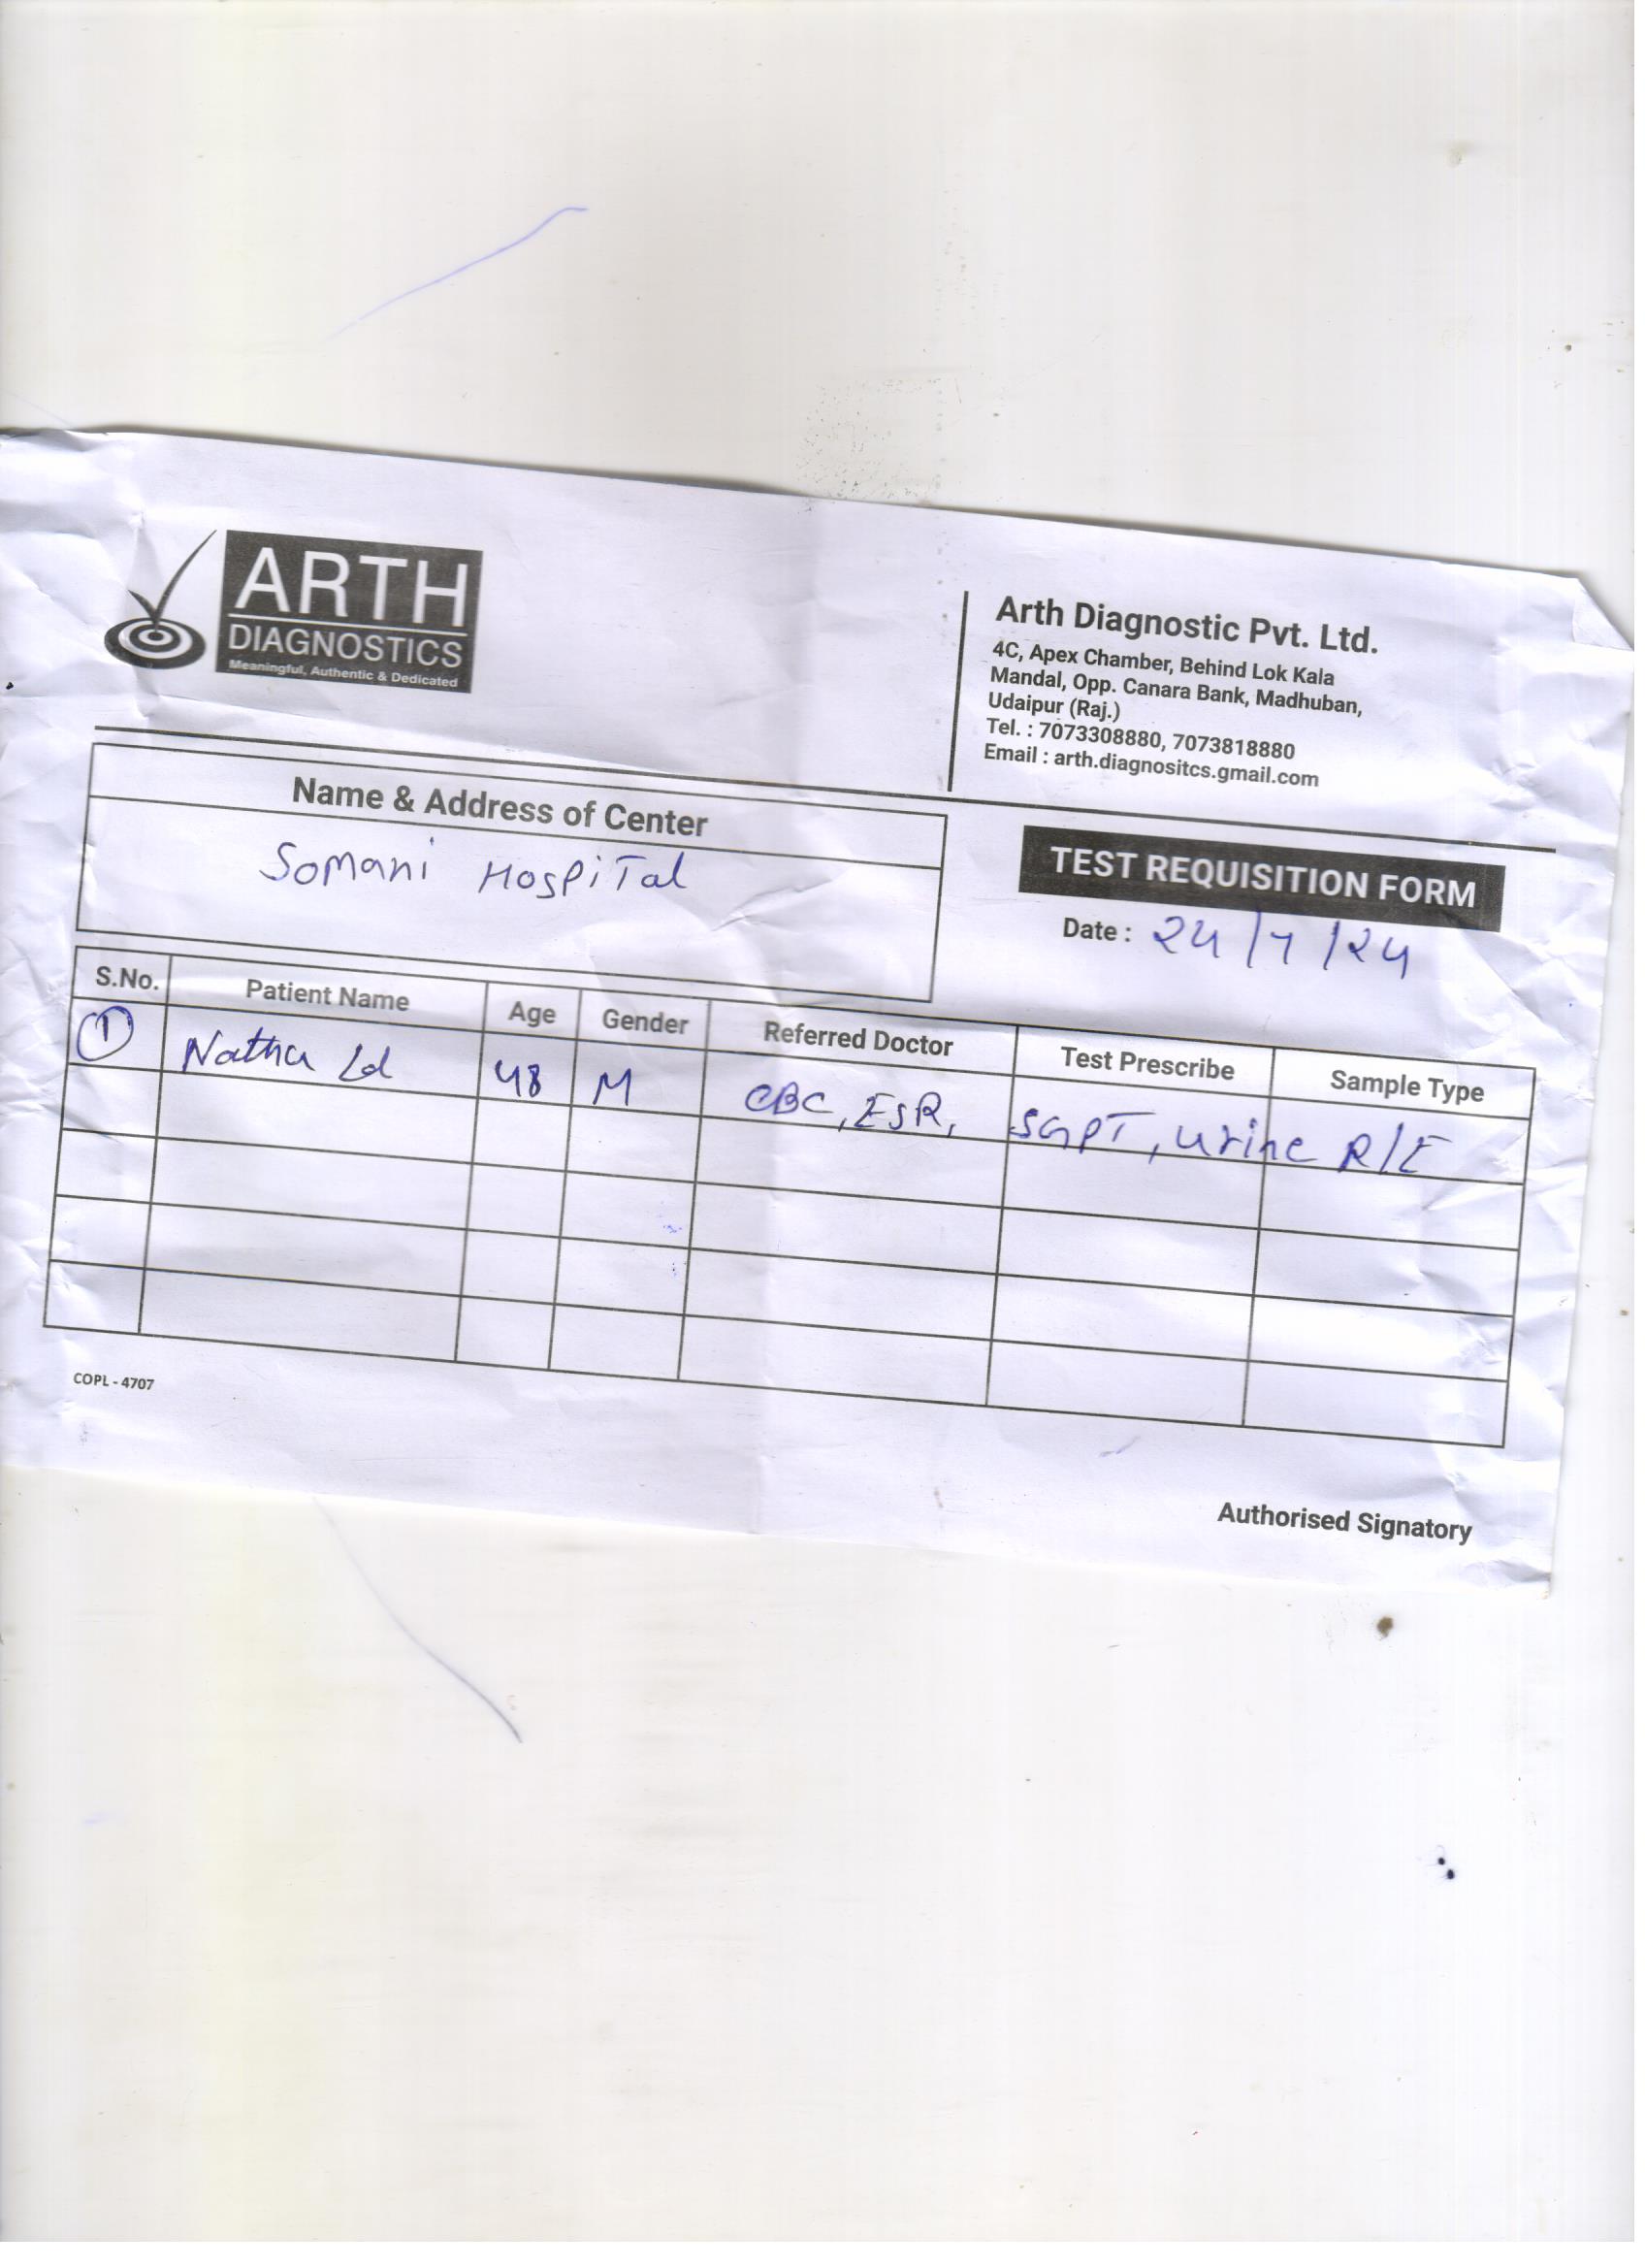 ARTH
DIAGNOSTICS
Meaningful, Authentic & Dedicated
Arth Diagnostic Pvt. Ltd.
4C, Apex Chamber, Behind Lok Kala
Mandal, Opp. Canara Bank, Madhuban,
Udaipur (Raj.)
Tel. : 7073308880, 7073818880
Email : arth.diagnositcs.gmail.com
Name & Address of Center
Somani Hospital
TEST REQUISITION FORM
Date : 24/7/24
S.No. Patient Name Age Gender Referred Doctor Test Prescribe Sample Type
1 Natha Ld 48 M CBC, ESR, SGPT, urine R/E
COPL - 4707
Authorised Signatory